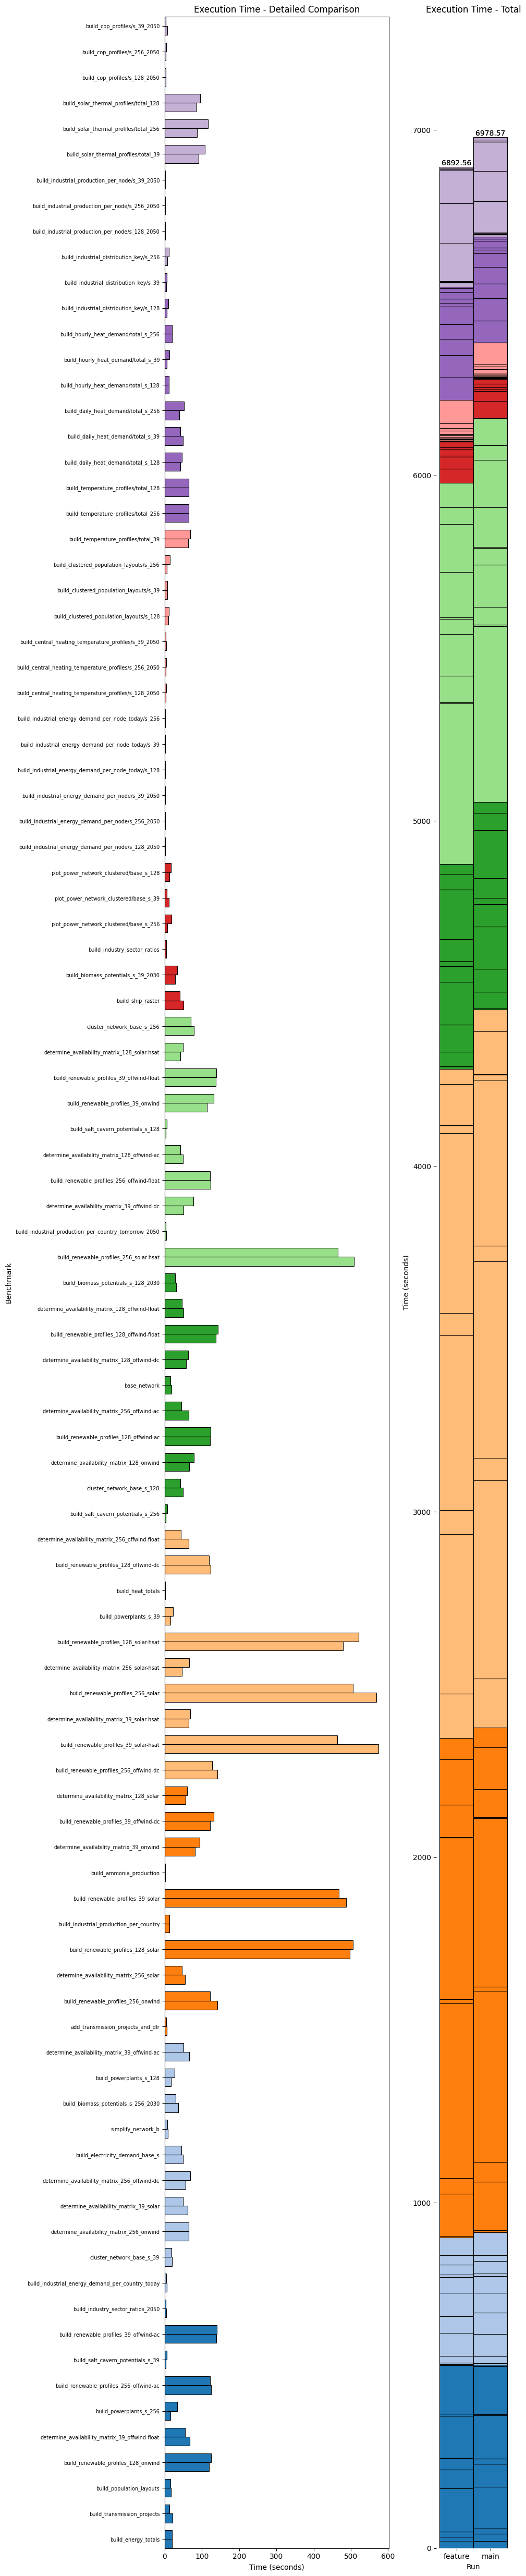 Execution Time - Detailed Comparison
build_cop_profiles/s_39_2050
build_cop_profiles/s_256_2050
build_cop_profiles/s_128_2050
build_solar_thermal_profiles/total_128
build_solar_thermal_profiles/total_256
build_solar_thermal_profiles/total_39
build_industrial_production_per_node/s_39_2050
build_industrial_production_per_node/s_256_2050
build_industrial_production_per_node/s_128_2050
build_industrial_distribution_key/s_256
build_industrial_distribution_key/s_39
build_industrial_distribution_key/s_128
build_hourly_heat_demand/total_s_256
build_hourly_heat_demand/total_s_39
build_hourly_heat_demand/total_s_128
build_daily_heat_demand/total_s_256
build_daily_heat_demand/total_s_39
build_daily_heat_demand/total_s_128
build_temperature_profiles/total_128
build_temperature_profiles/total_256
build_temperature_profiles/total_39
build_clustered_population_layouts/s_256
build_clustered_population_layouts/s_39
build_clustered_population_layouts/s_128
build_central_heating_temperature_profiles/s_39_2050
build_central_heating_temperature_profiles/s_256_2050
build_central_heating_temperature_profiles/s_128_2050
build_industrial_energy_demand_per_node_today/s_256
build_industrial_energy_demand_per_node_today/s_39
build_industrial_energy_demand_per_node_today/s_128
build_industrial_energy_demand_per_node/s_39_2050
build_industrial_energy_demand_per_node/s_256_2050
build_industrial_energy_demand_per_node/s_128_2050
plot_power_network_clustered/base_s_128
plot_power_network_clustered/base_s_39
plot_power_network_clustered/base_s_256
build_industry_sector_ratios
build_biomass_potentials_s_39_2030
build_ship_raster
cluster_network_base_s_256
determine_availability_matrix_128_solar-hsat
build_renewable_profiles_39_offwind-float
build_renewable_profiles_39_onwind
build_salt_cavern_potentials_s_128
determine_availability_matrix_128_offwind-ac
build_renewable_profiles_256_offwind-float
determine_availability_matrix_39_offwind-dc
build_industrial_production_per_country_tomorrow_2050
build_renewable_profiles_256_solar-hsat
build_biomass_potentials_s_128_2030
determine_availability_matrix_128_offwind-float
build_renewable_profiles_128_offwind-float
determine_availability_matrix_128_offwind-dc
base_network
determine_availability_matrix_256_offwind-ac
build_renewable_profiles_128_offwind-ac
determine_availability_matrix_128_onwind
cluster_network_base_s_128
build_salt_cavern_potentials_s_256
determine_availability_matrix_256_offwind-float
build_renewable_profiles_128_offwind-dc
build_heat_totals
build_powerplants_s_39
build_renewable_profiles_128_solar-hsat
determine_availability_matrix_256_solar-hsat
build_renewable_profiles_256_solar
determine_availability_matrix_39_solar-hsat
build_renewable_profiles_39_solar-hsat
build_renewable_profiles_256_offwind-dc
determine_availability_matrix_128_solar
build_renewable_profiles_39_offwind-dc
determine_availability_matrix_39_onwind
build_ammonia_production
build_renewable_profiles_39_solar
build_industrial_production_per_country
build_renewable_profiles_128_solar
determine_availability_matrix_256_solar
build_renewable_profiles_256_onwind
add_transmission_projects_and_dlr
determine_availability_matrix_39_offwind-ac
build_powerplants_s_128
build_biomass_potentials_s_256_2030
simplify_network_b
build_electricity_demand_base_s
determine_availability_matrix_256_offwind-dc
determine_availability_matrix_39_solar
determine_availability_matrix_256_onwind
cluster_network_base_s_39
build_industrial_energy_demand_per_country_today
build_industry_sector_ratios_2050
build_renewable_profiles_39_offwind-ac
build_salt_cavern_potentials_s_39
build_renewable_profiles_256_offwind-ac
build_powerplants_s_256
determine_availability_matrix_39_offwind-float
build_renewable_profiles_128_onwind
build_population_layouts
build_transmission_projects
build_energy_totals
Benchmark
0 100 200 300 400 500 600
Time (seconds)
Execution Time - Total
6892.56
6978.57
7000
6000
5000
4000
3000
2000
1000
0
Time (seconds)
feature main
Run